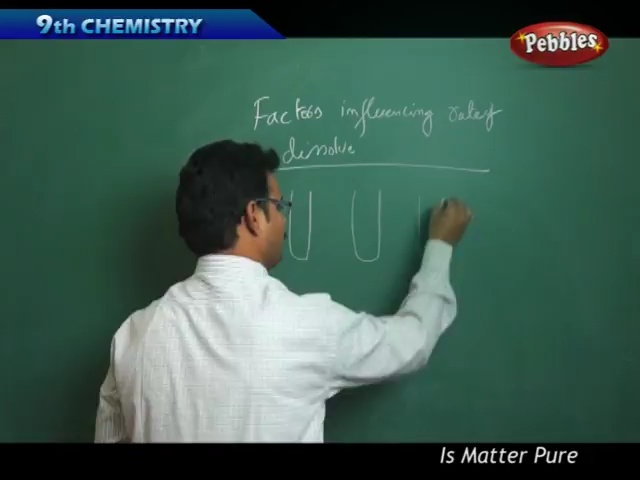 9th CHEMISTRY
Pebbles
Factors influencing rate of
dissolve
Is Matter Pure